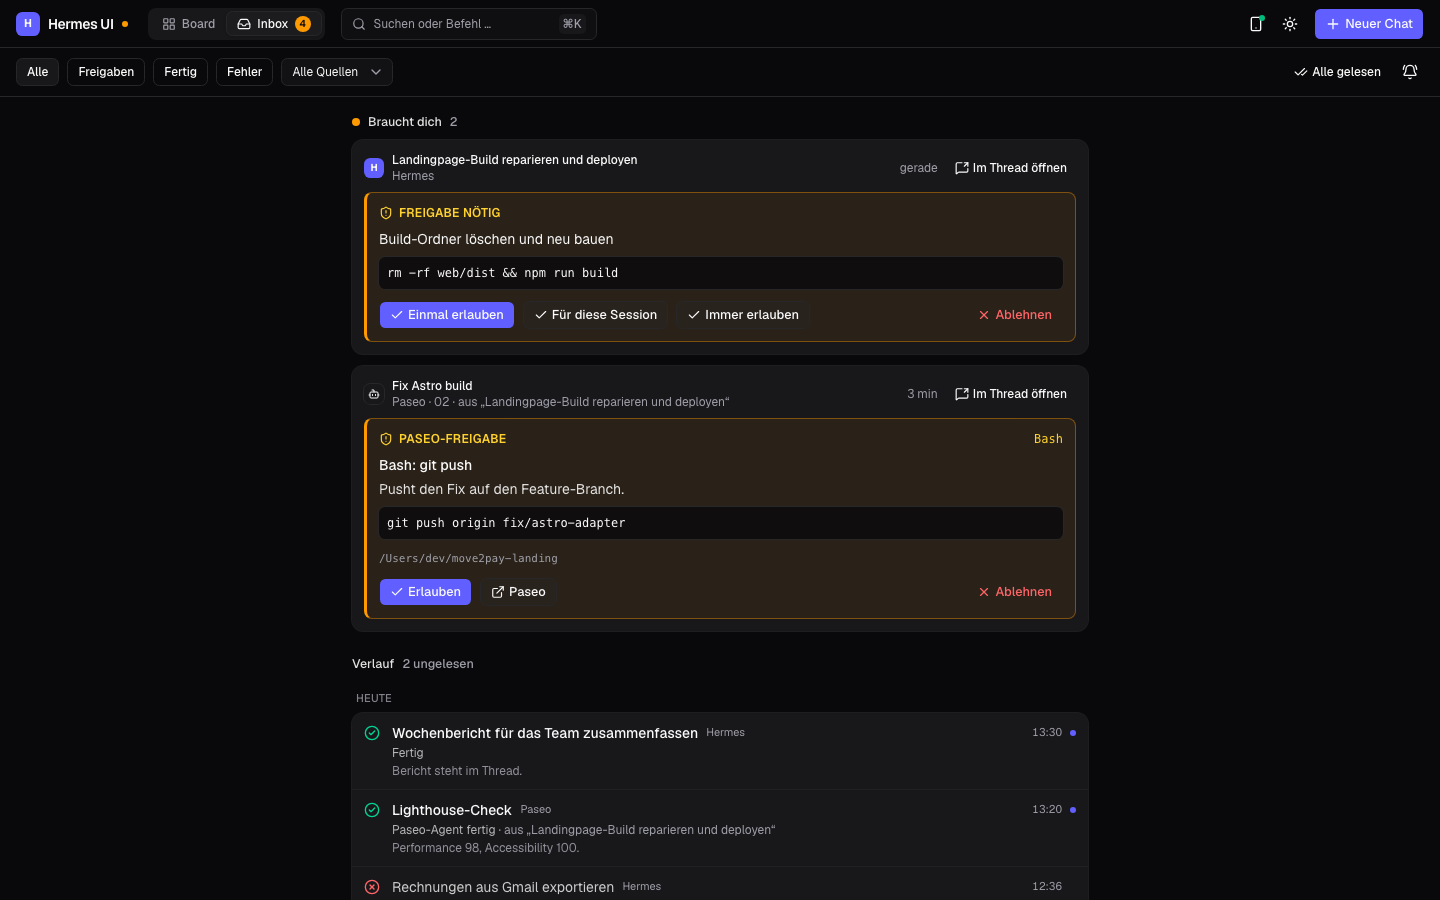 H Hermes UI Board Inbox 4 Suchen oder Befehl … ⌘K Neuer Chat
Alle Freigaben Fertig Fehler Alle Quellen Alle gelesen
Braucht dich 2
H Landingpage-Build reparieren und deployen gerade Im Thread öffnen
Hermes
FREIGABE NÖTIG
Build-Ordner löschen und neu bauen
rm -rf web/dist && npm run build
Einmal erlauben Für diese Session Immer erlauben Ablehnen
Fix Astro build 3 min Im Thread öffnen
Paseo · 02 · aus „Landingpage-Build reparieren und deployen“
PASEO-FREIGABE Bash
Bash: git push
Pusht den Fix auf den Feature-Branch.
git push origin fix/astro-adapter
/Users/dev/move2pay-landing
Erlauben Paseo Ablehnen
Verlauf 2 ungelesen
HEUTE
Wochenbericht für das Team zusammenfassen Hermes 13:30
Fertig
Bericht steht im Thread.
Lighthouse-Check Paseo 13:20
Paseo-Agent fertig · aus „Landingpage-Build reparieren und deployen“
Performance 98, Accessibility 100.
Rechnungen aus Gmail exportieren Hermes 12:36